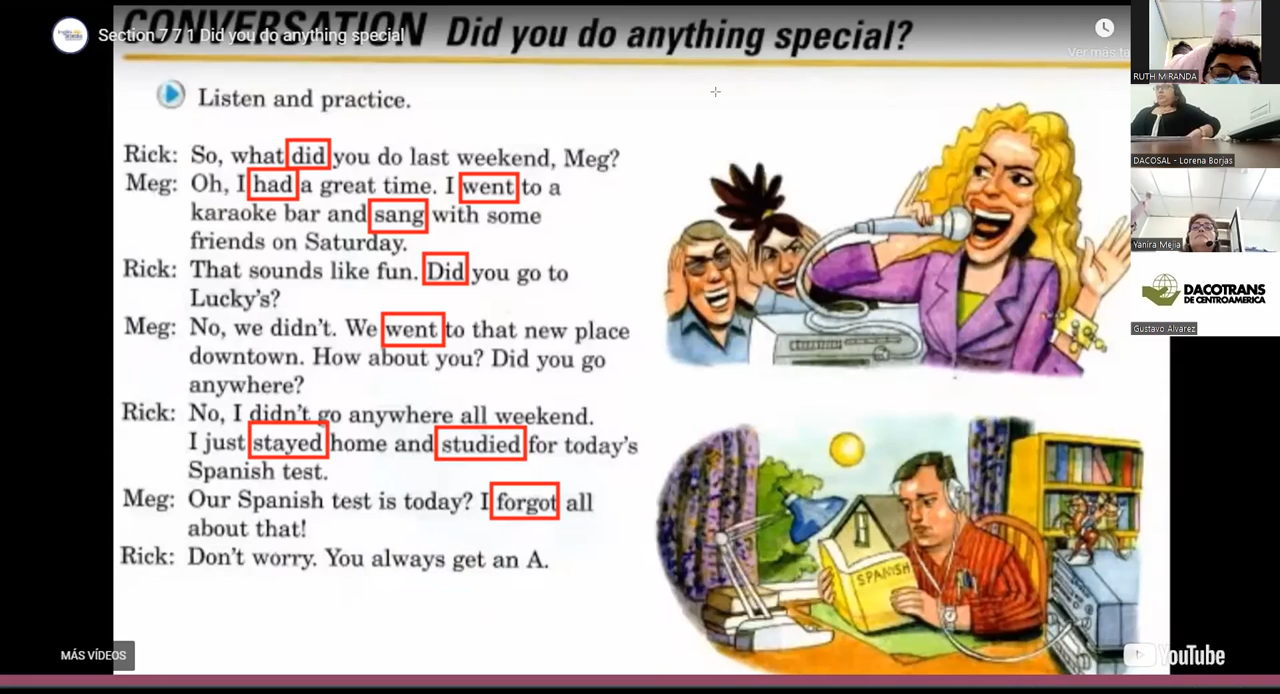 CONVERSATION Did you do anything special?
Section 7 7 1 Did you do anything special
Ver más ta
Listen and practice.
Rick: So, what did you do last weekend, Meg?
Meg: Oh, I had a great time. I went to a
karaoke bar and sang with some
friends on Saturday.
Rick: That sounds like fun. Did you go to
Lucky's?
Meg: No, we didn't. We went to that new place
downtown. How about you? Did you go
anywhere?
Rick: No, I didn't go anywhere all weekend.
I just stayed home and studied for today's
Spanish test.
Meg: Our Spanish test is today? I forgot all
about that!
Rick: Don't worry. You always get an A.
SPANISH
MÁS VÍDEOS
YouTube
RUTH MIRANDA
DACOSAL - Lorena Borjas
Yanira Mejia
DACOTRANS
DE CENTROAMERICA
Gustavo Alvarez